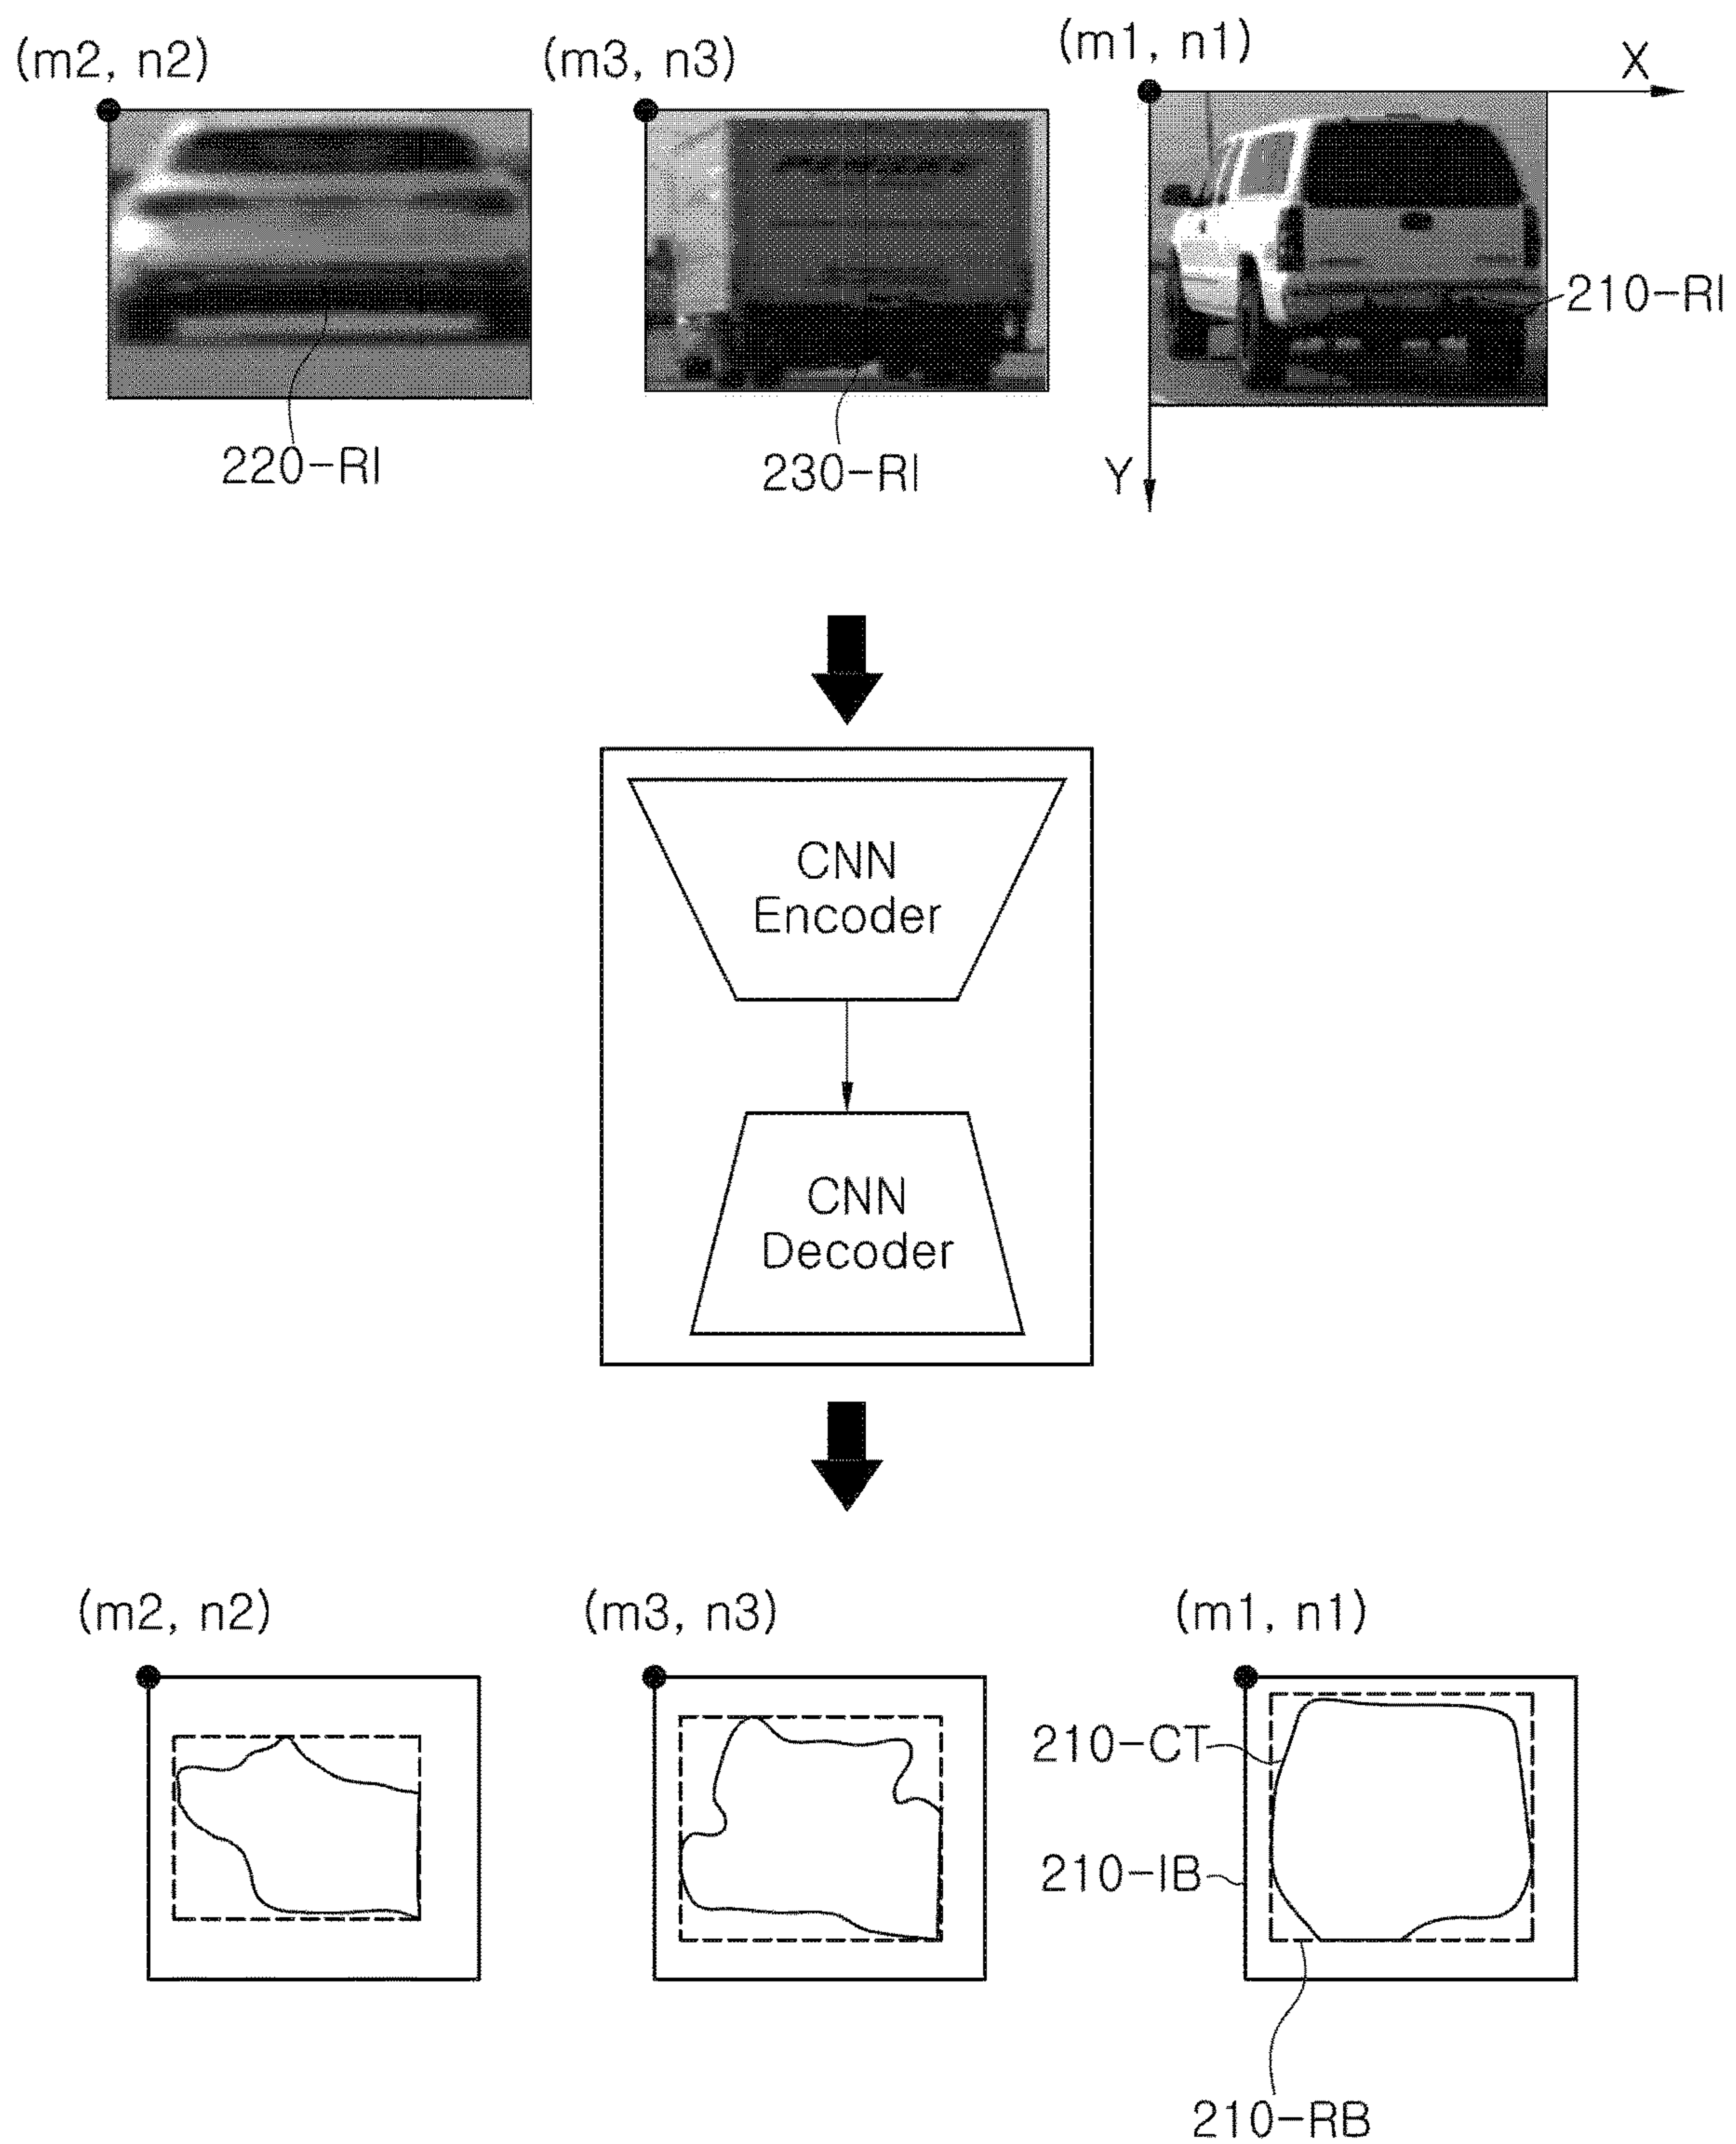 (m2, n2)
(m3, n3)
(m1, n1)
X
210-RI
220-RI
230-RI
Y
CNN
Encoder
CNN
Decoder
(m2, n2)
(m3, n3)
(m1, n1)
210-CT
210-IB
210-RB